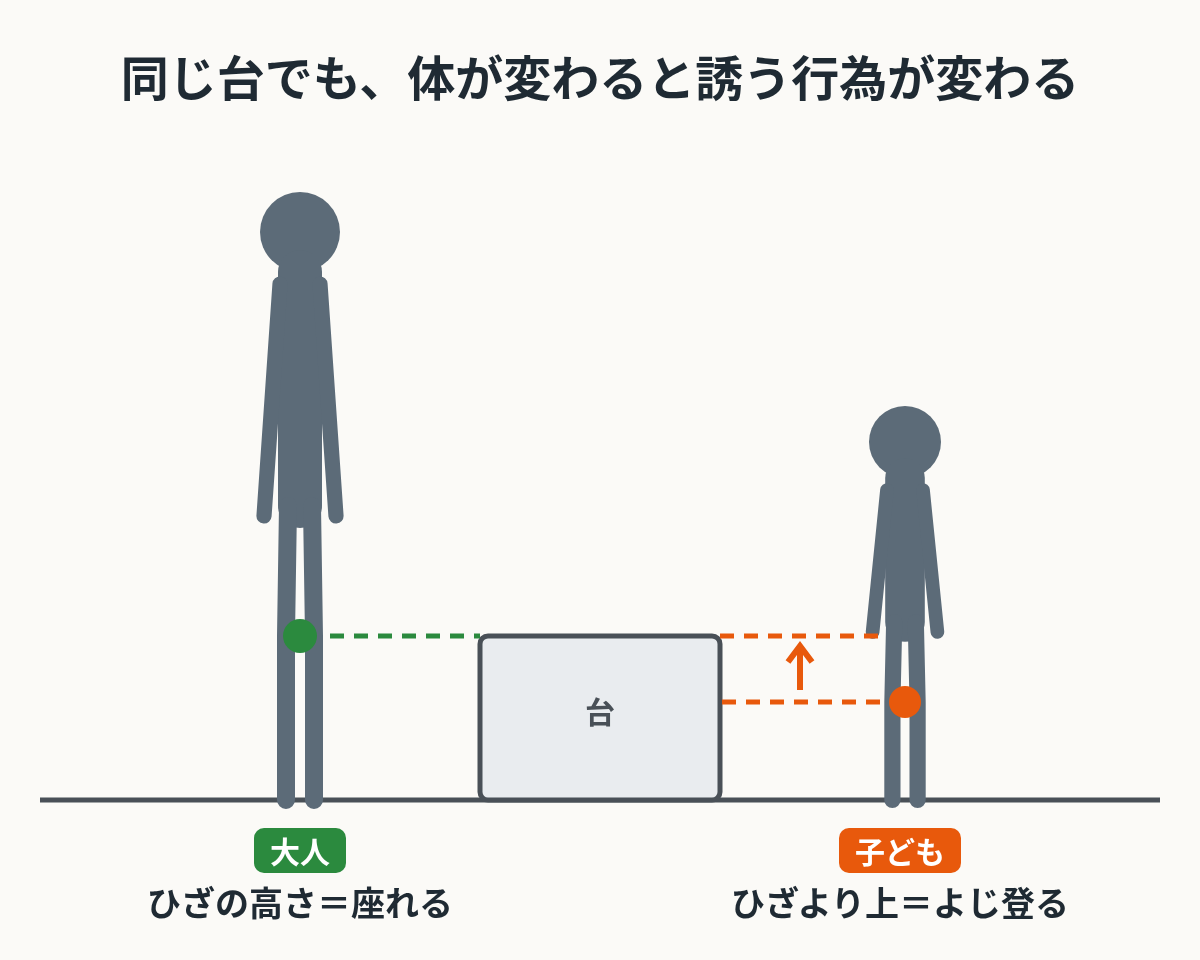 同じ台でも、体が変わると誘う行為が変わる
台
大人
ひざの高さ＝座れる
子ども
ひざより上＝よじ登る